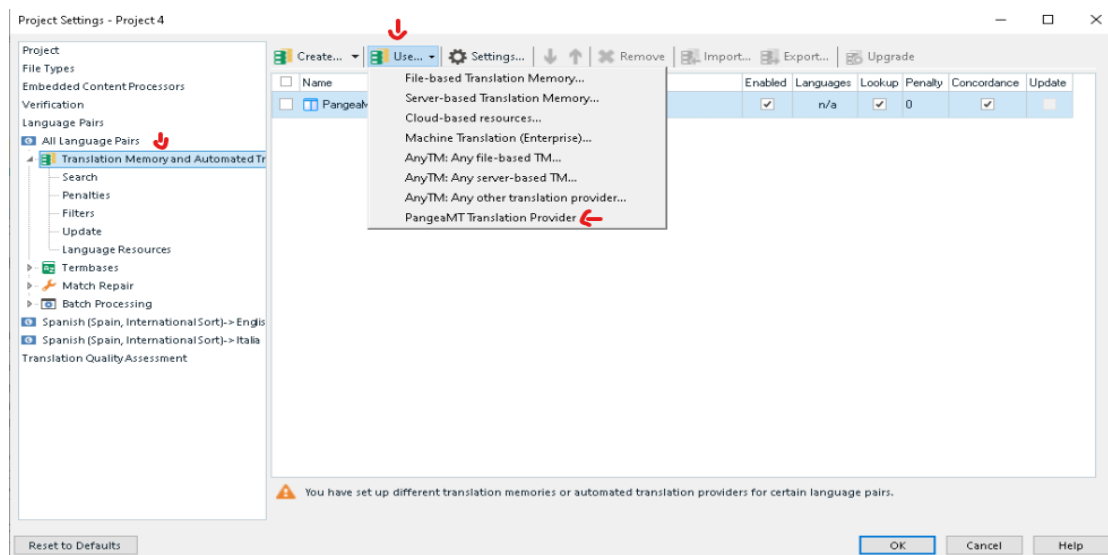 Project Settings - Project 4
Project
File Types
Embedded Content Processors
Verification
Language Pairs
All Language Pairs
Translation Memory and Automated Tr
Search
Penalties
Filters
Update
Language Resources
Termbases
Match Repair
Batch Processing
Spanish (Spain, International Sort)-> Englis
Spanish (Spain, International Sort)-> Italia
Translation Quality Assessment
Create... Use... Settings... Remove Import... Export... Upgrade
Name Enabled Languages Lookup Penalty Concordance Update
PangeaM n/a 0
File-based Translation Memory...
Server-based Translation Memory...
Cloud-based resources...
Machine Translation (Enterprise)...
AnyTM: Any file-based TM...
AnyTM: Any server-based TM...
AnyTM: Any other translation provider...
PangeaMT Translation Provider
You have set up different translation memories or automated translation providers for certain language pairs.
Reset to Defaults OK Cancel Help